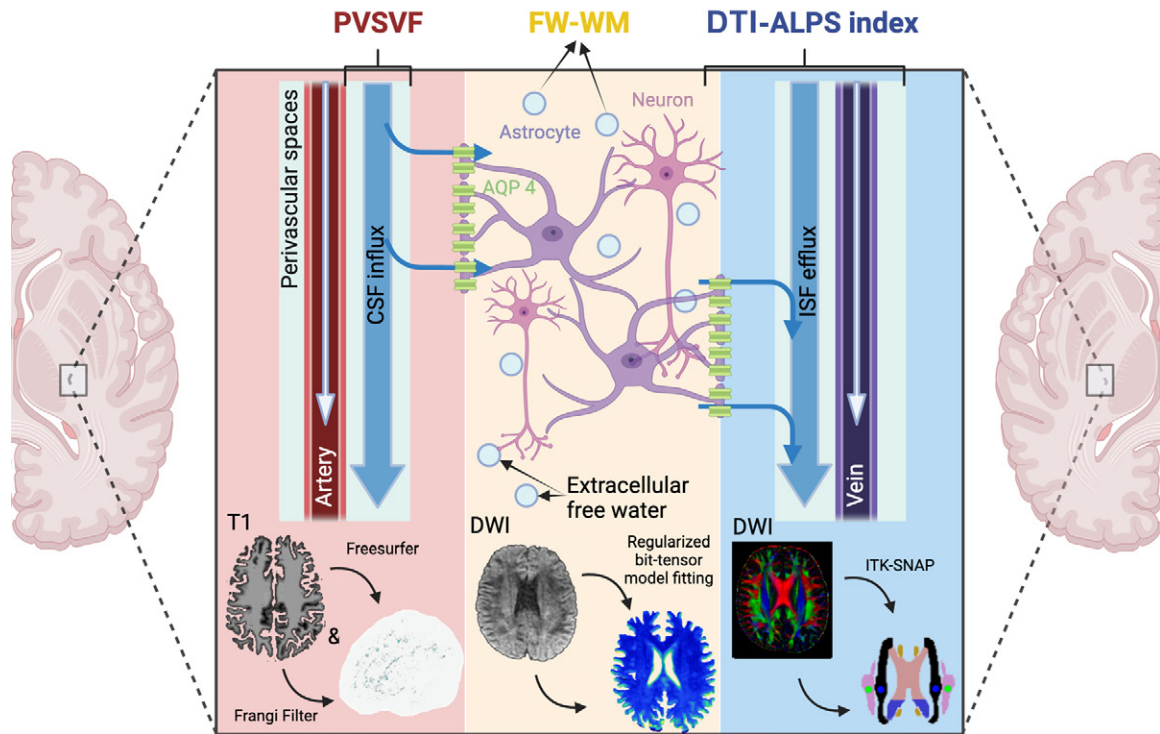 PVSVF
FW-WM
DTI-ALPS index
Perivascular spaces
Artery
CSF influx
Astrocyte
Neuron
AQP 4
ISF efflux
Vein
Extracellular
free water
T1
Freesurfer
&
Frangi Filter
DWI
Regularized
bit-tensor
model fitting
DWI
ITK-SNAP